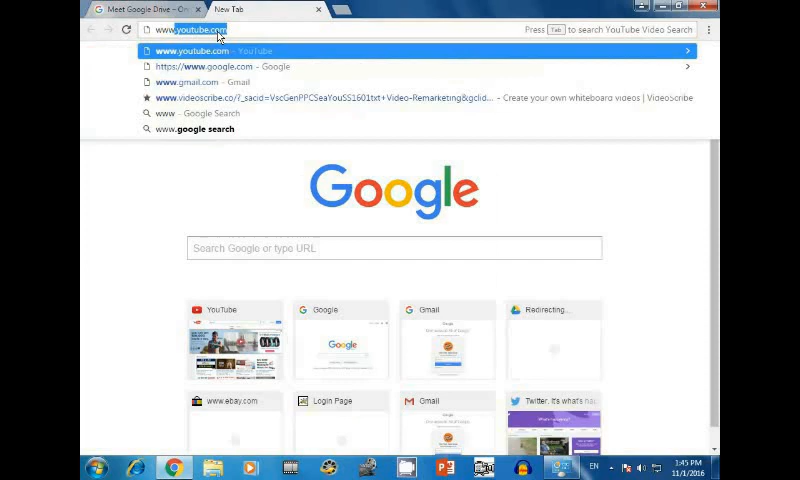 Meet Google Drive – On
New Tab
www.youtube.com
Press Tab to search YouTube Video Search
www.youtube.com – YouTube
https://www.google.com – Google
www.gmail.com – Gmail
www.videoscribe.co/?_sacid=VscGenPPCSeaYouSS1601txt+Video-Remarketing&gclid... – Create your own whiteboard videos | VideoScribe
www – Google Search
www.google search
Google
Search Google or type URL
YouTube
Google
Gmail
Redirecting...
www.ebay.com
Login Page
Gmail
Twitter. It's what's ha
EN
1:45 PM
11/1/2016